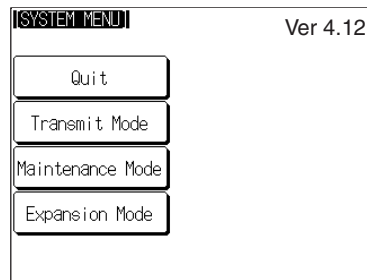 [SYSTEM MENU]
Ver 4.12
Quit
Transmit Mode
Maintenance Mode
Expansion Mode